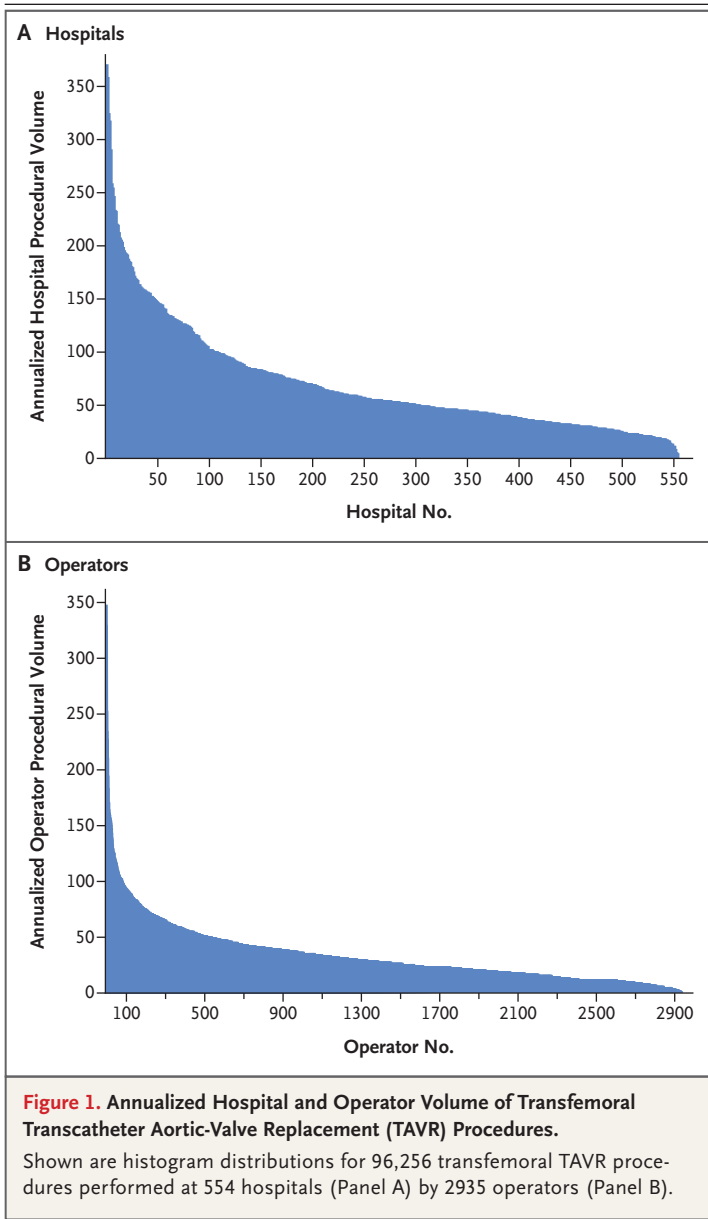 A Hospitals
Annualized Hospital Procedural Volume
350
300
250
200
150
100
50
0
50 100 150 200 250 300 350 400 450 500 550
Hospital No.
B Operators
Annualized Operator Procedural Volume
350
300
250
200
150
100
50
0
100 500 900 1300 1700 2100 2500 2900
Operator No.
Figure 1. Annualized Hospital and Operator Volume of Transfemoral
Transcatheter Aortic-Valve Replacement (TAVR) Procedures.
Shown are histogram distributions for 96,256 transfemoral TAVR proce-
dures performed at 554 hospitals (Panel A) by 2935 operators (Panel B).